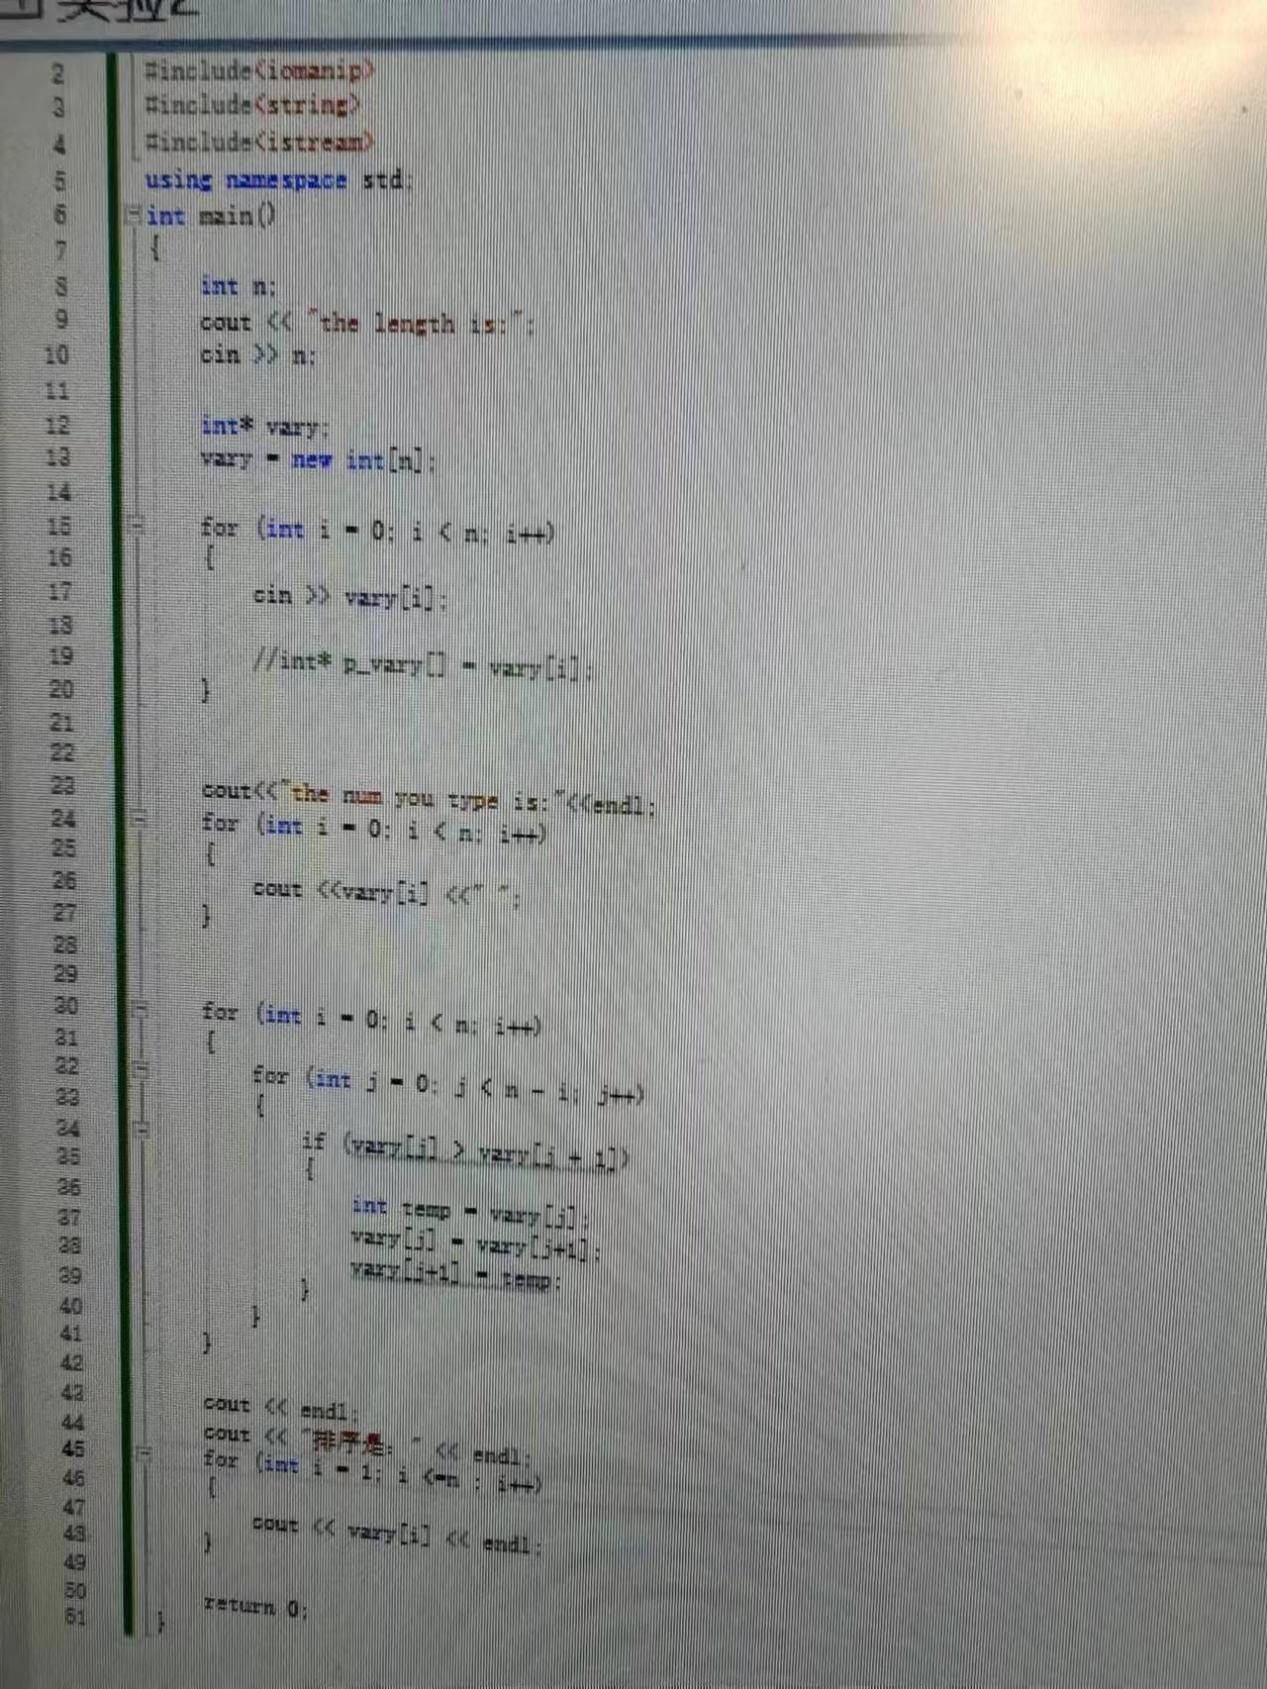 实验2
2 #include<iomanip>
3 #include<string>
4 #include<istream>
5 using namespace std;
6 int main()
7 {
8 int n;
9 cout << "the length is:";
10 cin >> n;
11
12 int* vary;
13 vary = new int[n];
14
15 for (int i = 0; i < n; i++)
16 {
17 cin >> vary[i];
18
19 //int* p_vary[] = vary[i];
20 }
21
22
23 cout<<"the num you type is:"<<endl;
24 for (int i = 0; i < n; i++)
25 {
26 cout <<vary[i] <<" ";
27 }
28
29
30 for (int i = 0; i < n; i++)
31 {
32 for (int j = 0; j < n - i; j++)
33 {
34 if (vary[j] > vary[j + 1])
35 {
36 int temp = vary[j];
37 vary[j] = vary[j+1];
38 vary[j+1] = temp;
39 }
40 }
41 }
42
43 cout << endl;
44 cout << "排序是：" << endl;
45 for (int i = 1; i <=n ; i++)
46 {
47 cout << vary[i] << endl;
48 }
49
50 return 0;
51 }